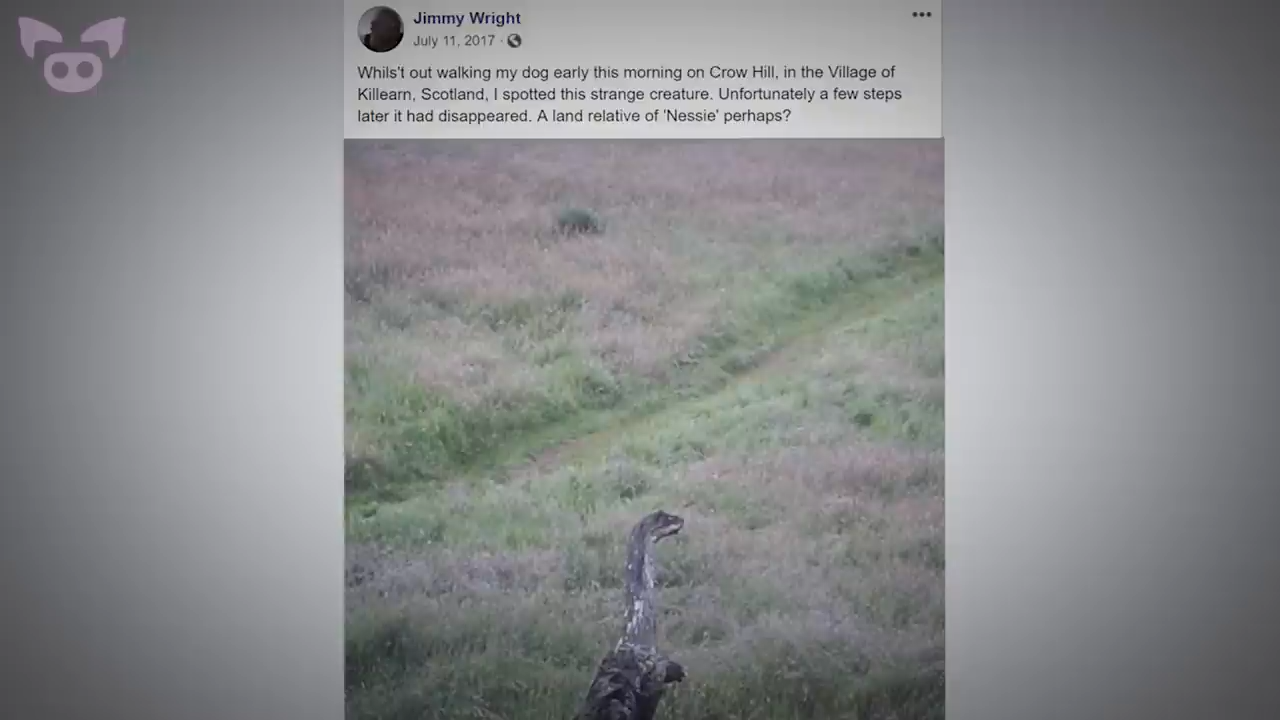 Jimmy Wright
July 11, 2017 ·
Whils't out walking my dog early this morning on Crow Hill, in the Village of
Killearn, Scotland, I spotted this strange creature. Unfortunately a few steps
later it had disappeared. A land relative of 'Nessie' perhaps?